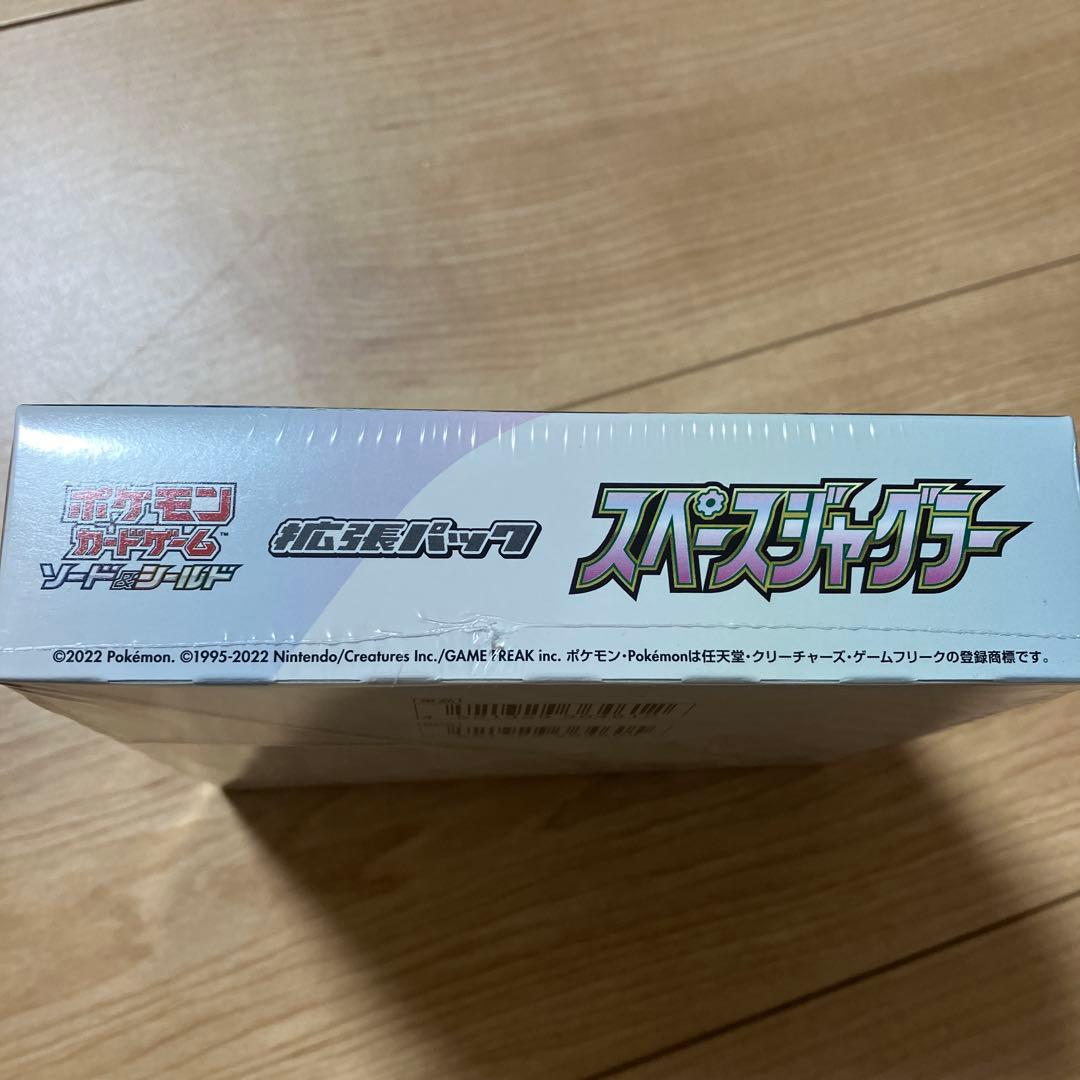 ポケモン
カードゲーム™
ソード&シールド
拡張パック
スペースジャグラー
©2022 Pokémon. ©1995-2022 Nintendo/Creatures Inc./GAME FREAK inc. ポケモン・Pokémonは任天堂・クリーチャーズ・ゲームフリークの登録商標です。